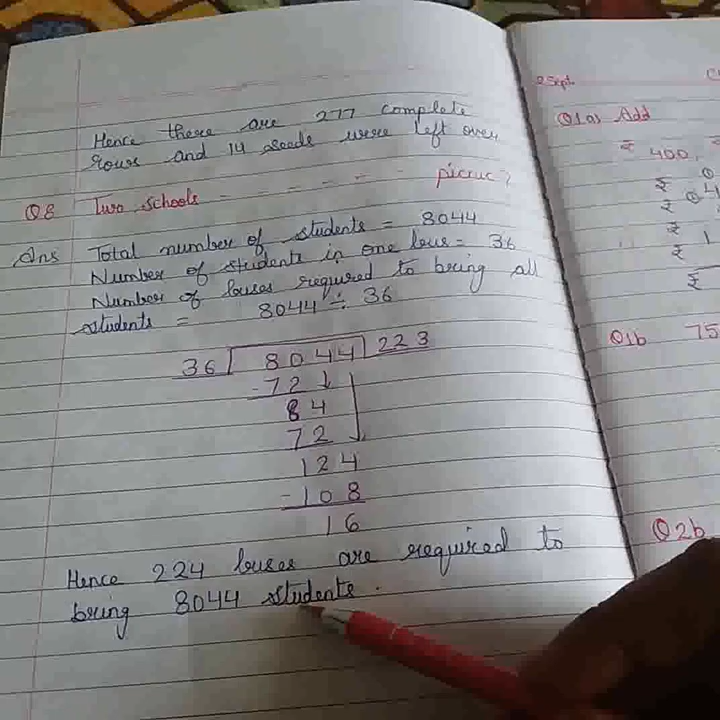 Hence there are 277 complete
rows and 14 seeds were left over
Q8 Two schools - - - - - - picnic?
Ans Total number of students = 8044
Number of students in one bus = 36
Number of buses required to bring all
students = 8044 ÷ 36
36 8044 223
-72↓
84
72
124
-108
16
Hence 224 buses are required to
bring 8044 students.
2 Sept.
Q1a) Add
₹ 400,
₹
₹
₹ 1
₹
Q1b 75
Q2b